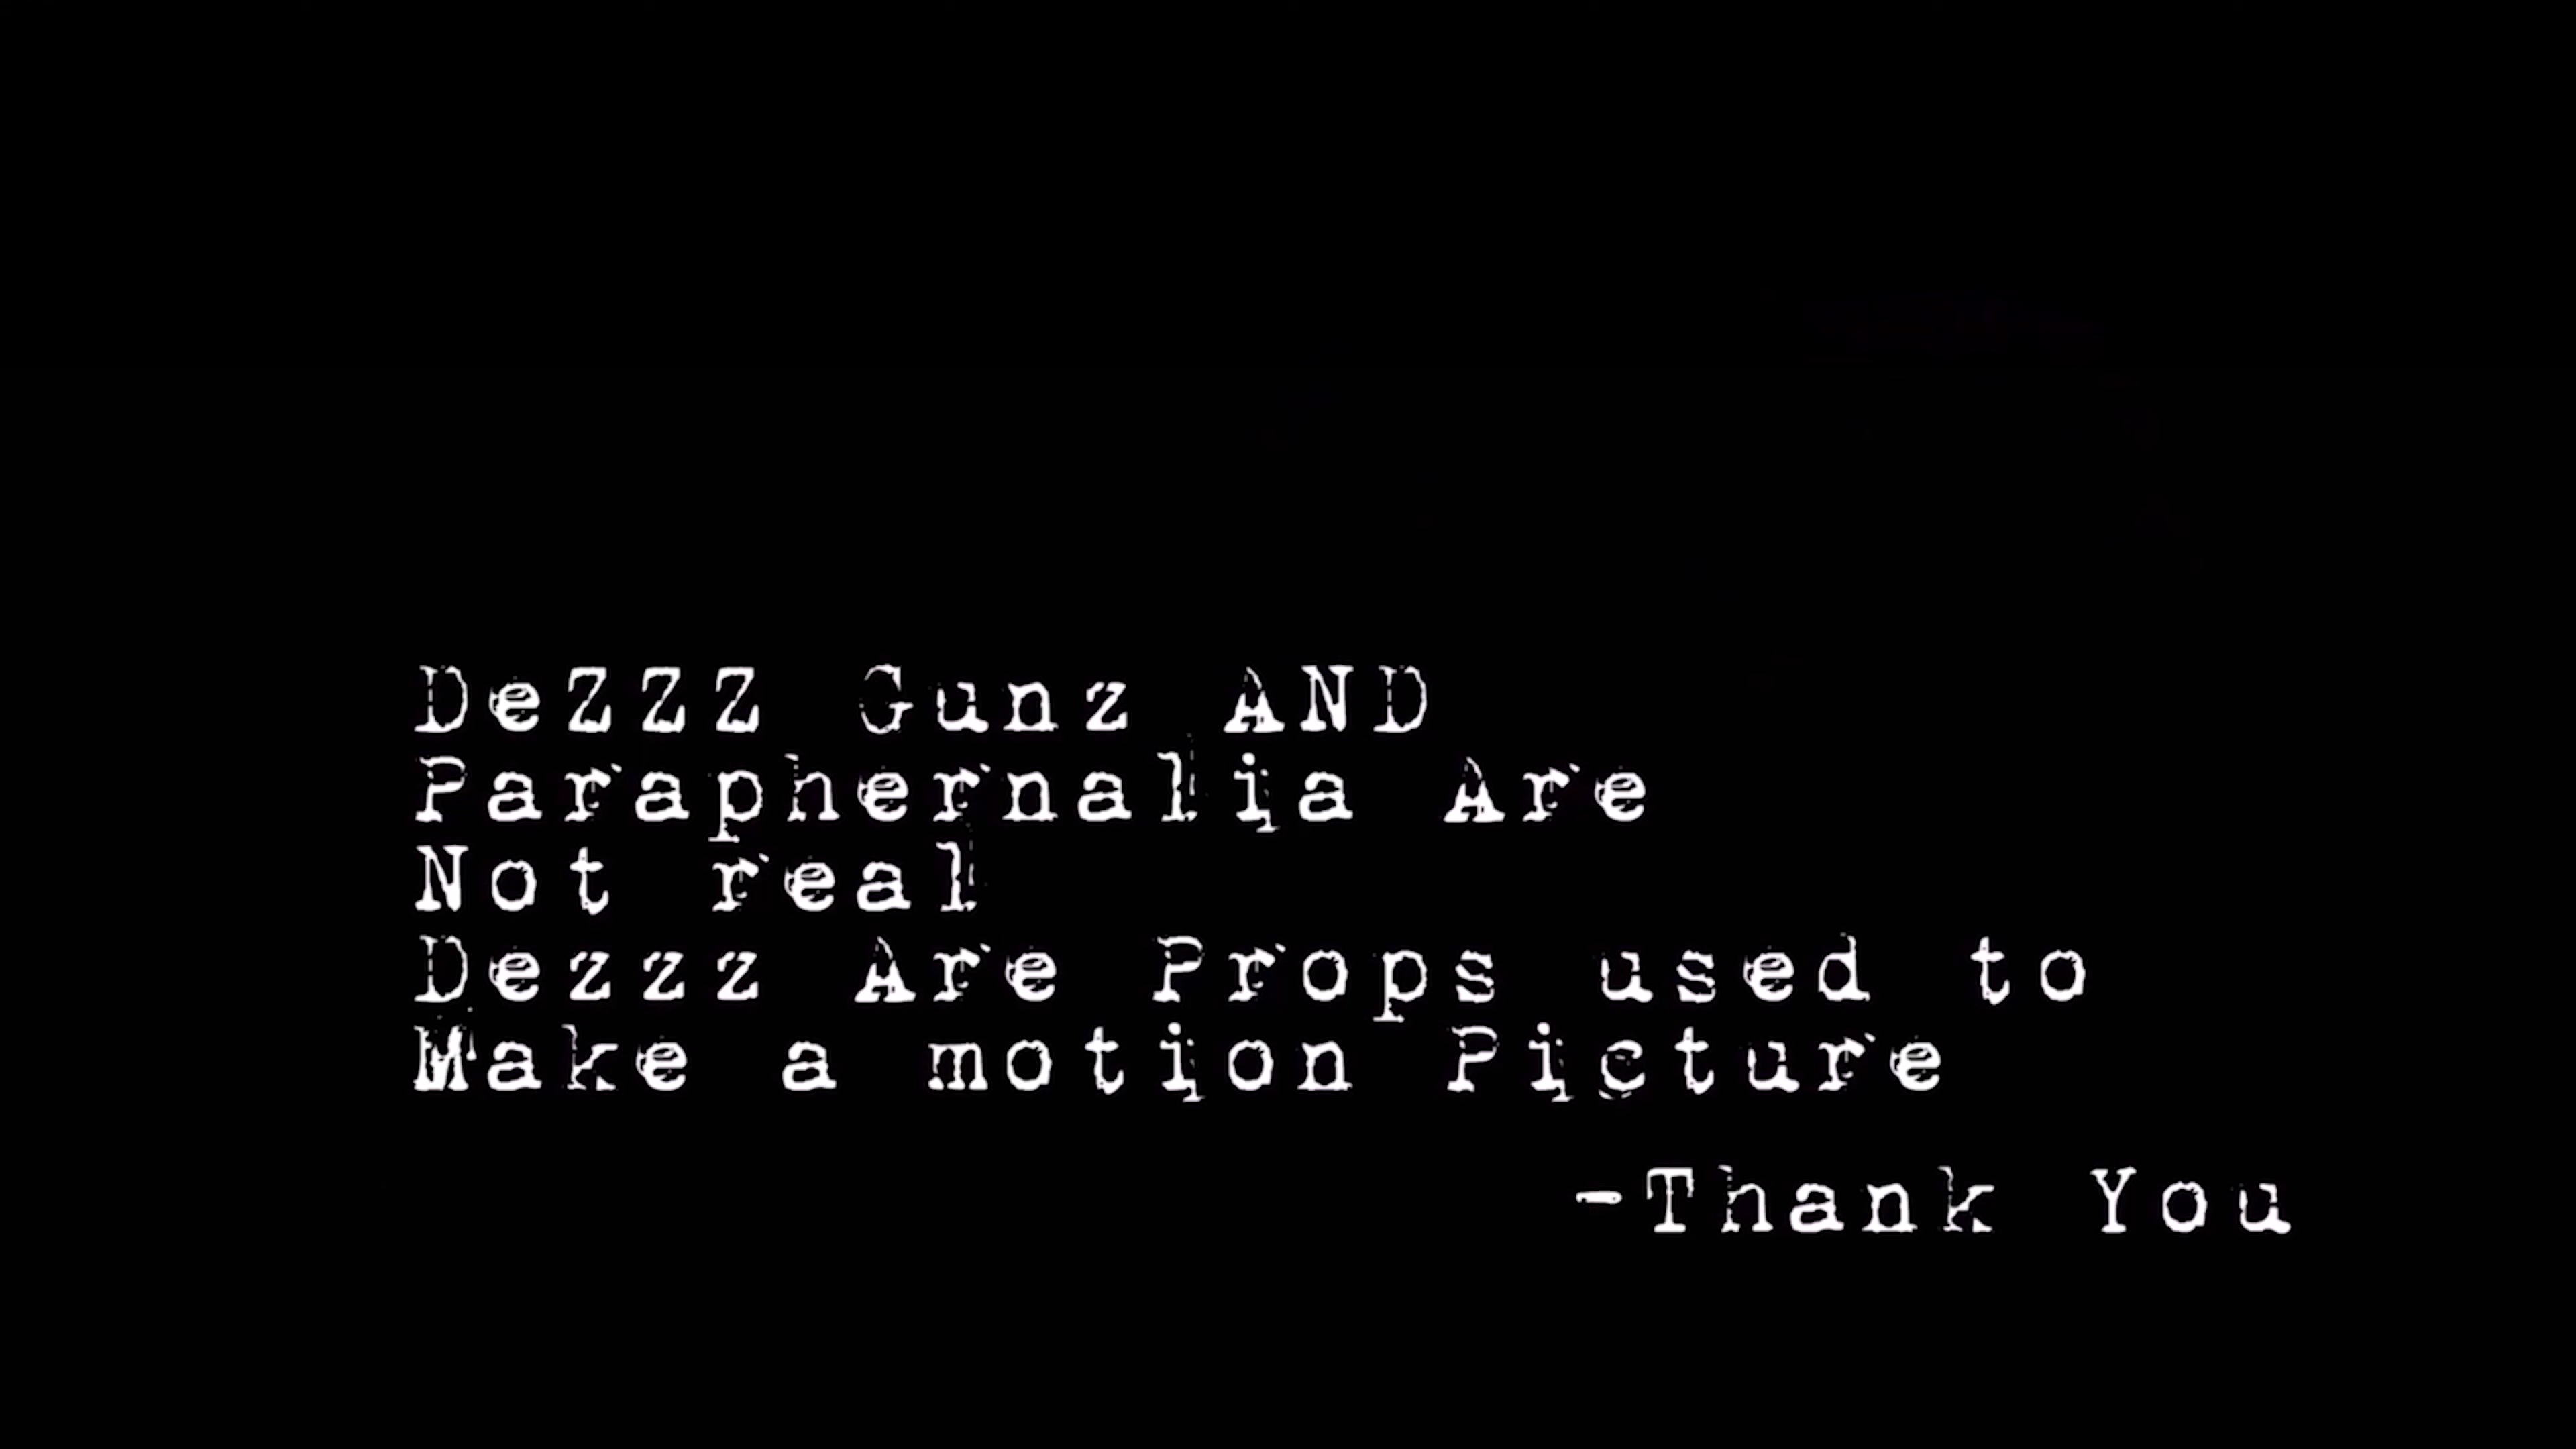 DeZZZ Gunz AND
Paraphernalia Are
Not real
Dezzz Are Props used to
Make a motion Picture
-Thank You